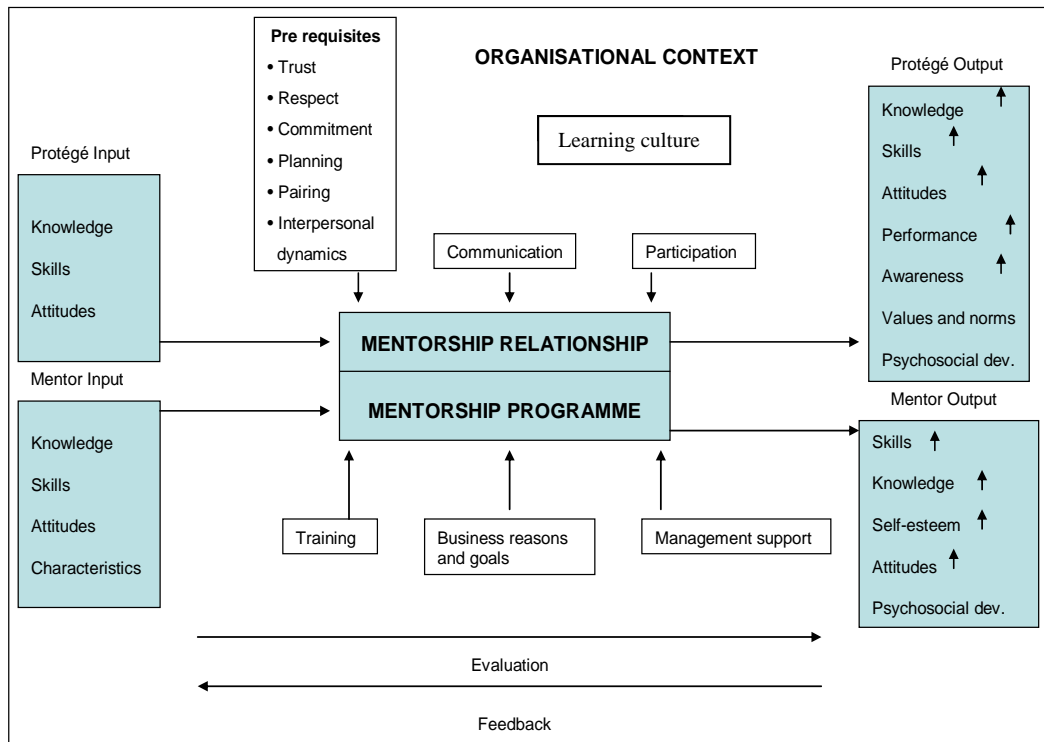 Pre requisites
• Trust
• Respect
• Commitment
• Planning
• Pairing
• Interpersonal
dynamics
ORGANISATIONAL CONTEXT
Learning culture
Protégé Input
Knowledge
Skills
Attitudes
Mentor Input
Knowledge
Skills
Attitudes
Characteristics
Communication
Participation
MENTORSHIP RELATIONSHIP
MENTORSHIP PROGRAMME
Training
Business reasons
and goals
Management support
Protégé Output
Knowledge
Skills
Attitudes
Performance
Awareness
Values and norms
Psychosocial dev.
Mentor Output
Skills
Knowledge
Self-esteem
Attitudes
Psychosocial dev.
Evaluation
Feedback